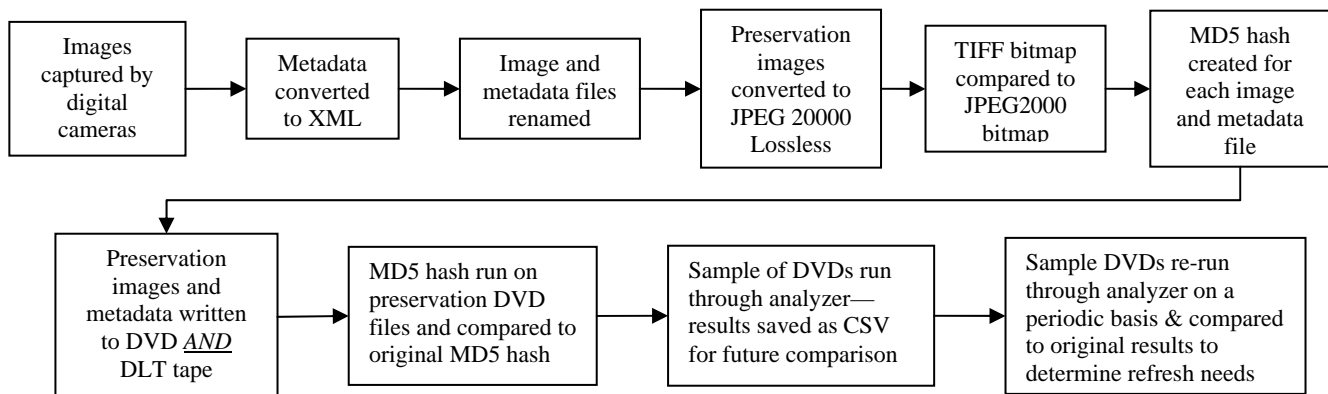 Images
captured by
digital
cameras
Metadata
converted
to XML
Image and
metadata files
renamed
Preservation
images
converted to
JPEG 20000
Lossless
TIFF bitmap
compared to
JPEG2000
bitmap
MD5 hash
created for
each image
and metadata
file
Preservation
images and
metadata written
to DVD AND
DLT tape
MD5 hash run on
preservation DVD
files and compared to
original MD5 hash
Sample of DVDs run
through analyzer—
results saved as CSV
for future comparison
Sample DVDs re-run
through analyzer on a
periodic basis & compared
to original results to
determine refresh needs